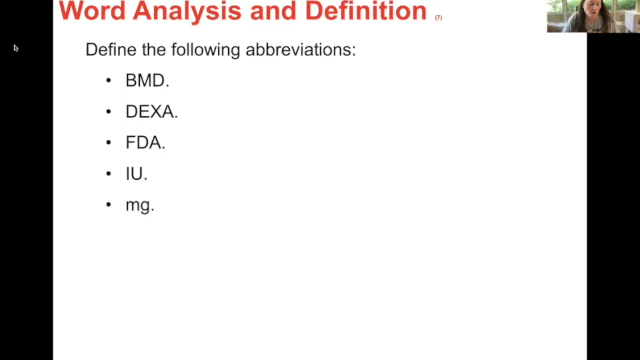 Word Analysis and Definition (7)
Define the following abbreviations:
• BMD.
• DEXA.
• FDA.
• IU.
• mg.